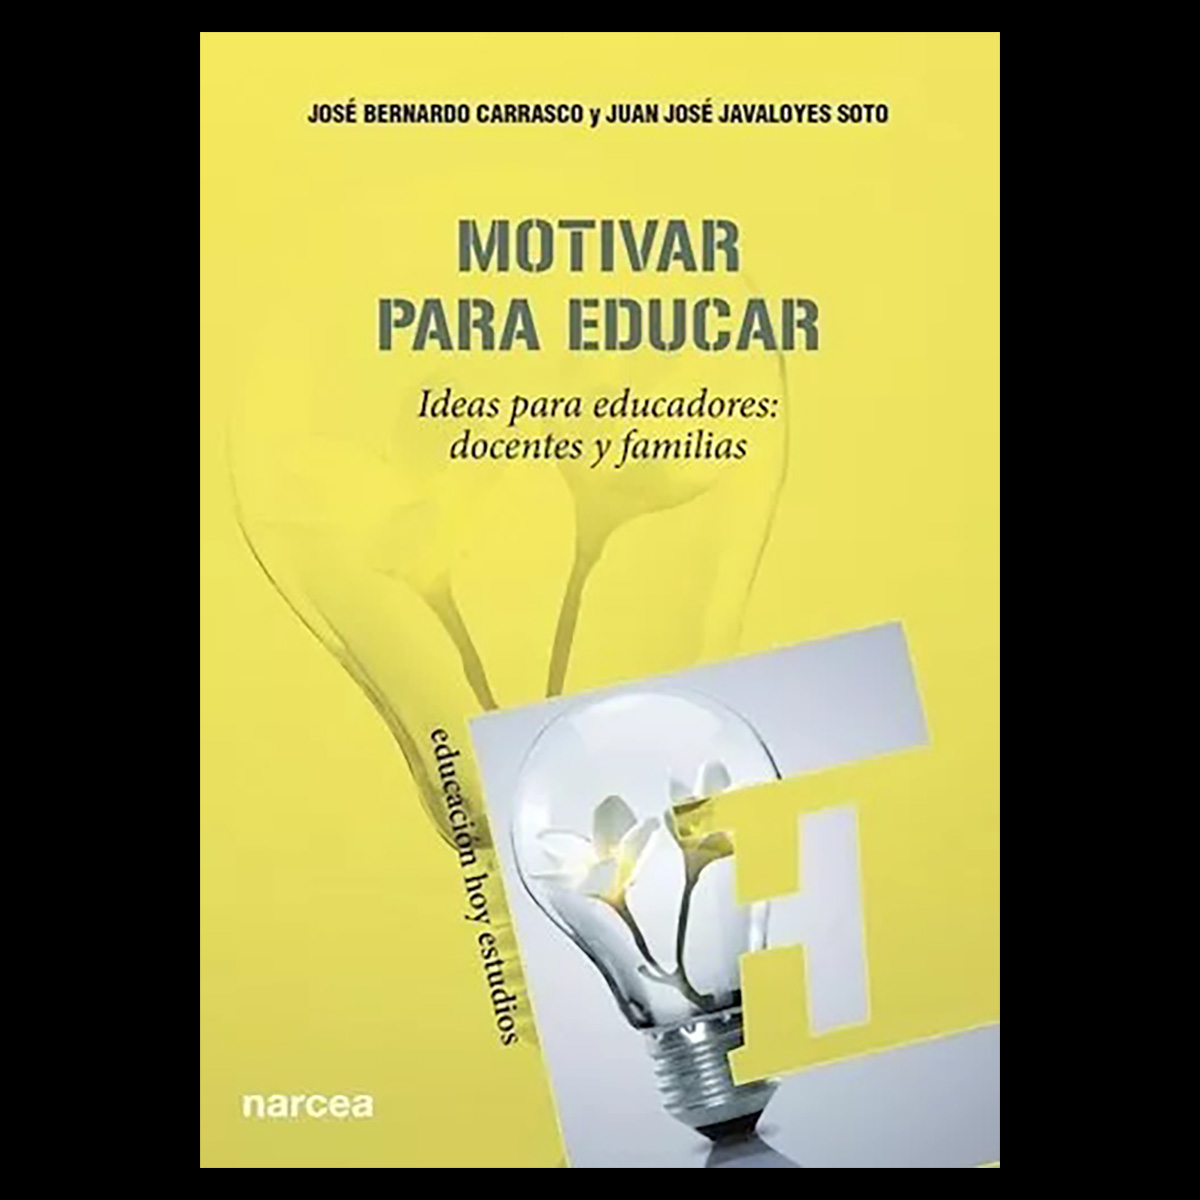 JOSÉ BERNARDO CARRASCO y JUAN JOSÉ JAVALOYES SOTO
MOTIVAR
PARA EDUCAR
Ideas para educadores:
docentes y familias
educación hoy estudios
narcea